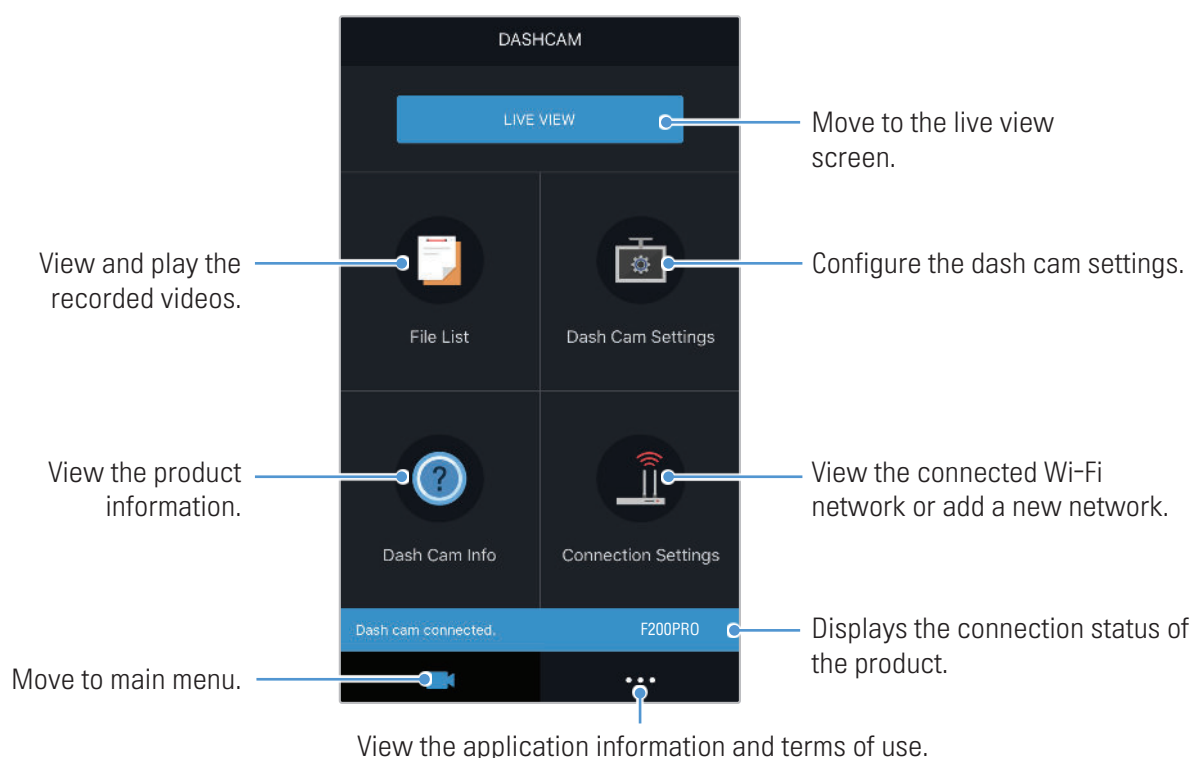 DASHCAM
LIVE VIEW
Move to the live view
screen.
View and play the
recorded videos.
Configure the dash cam settings.
File List
Dash Cam Settings
View the product
information.
?
View the connected Wi-Fi
network or add a new network.
Dash Cam Info
Connection Settings
Dash cam connected.
F200PRO
Displays the connection status of
the product.
Move to main menu.
View the application information and terms of use.